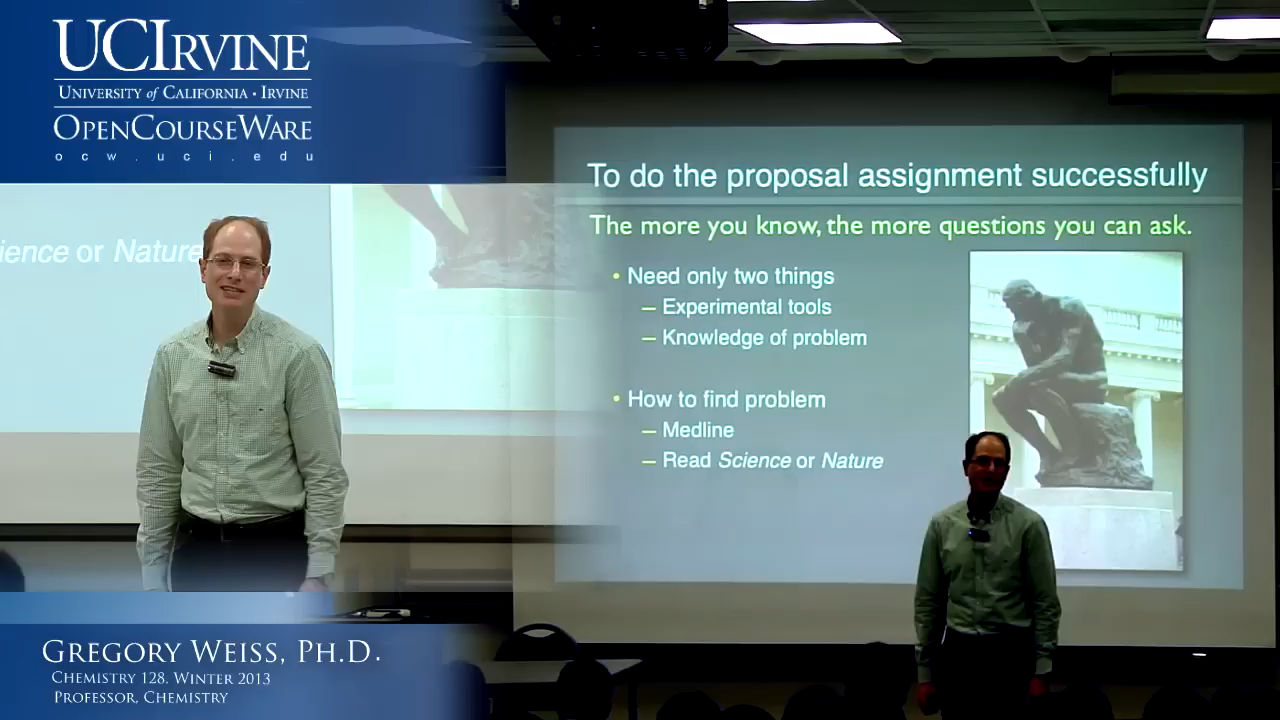 UCIRVINE
UNIVERSITY of CALIFORNIA · IRVINE
OPENCOURSEWARE
ocw.uci.edu
ience or Nature
To do the proposal assignment successfully
The more you know, the more questions you can ask.
• Need only two things
– Experimental tools
– Knowledge of problem
• How to find problem
– Medline
– Read Science or Nature
GREGORY WEISS, PH.D.
CHEMISTRY 128. WINTER 2013
PROFESSOR, CHEMISTRY